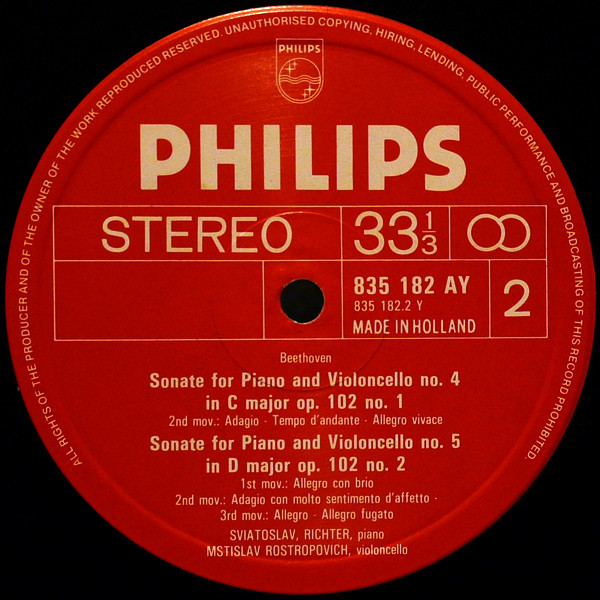 ALL RIGHTS OF THE PRODUCER AND OF THE OWNER OF THE WORK REPRODUCED RESERVED. UNAUTHORISED COPYING, HIRING, LENDING, PUBLIC PERFORMANCE AND BROADCASTING OF THIS RECORD PROHIBITED.
PHILIPS
PHILIPS
STEREO 33 1/3
835 182 AY
835 182.2 Y
MADE IN HOLLAND
2
Beethoven
Sonate for Piano and Violoncello no. 4
in C major op. 102 no. 1
2nd mov.: Adagio - Tempo d'andante - Allegro vivace
Sonate for Piano and Violoncello no. 5
in D major op. 102 no. 2
1st mov.: Allegro con brio
2nd mov.: Adagio con molto sentimento d'affetto -
3rd mov.: Allegro - Allegro fugato
SVIATOSLAV, RICHTER, piano
MSTISLAV ROSTROPOVICH, violoncello